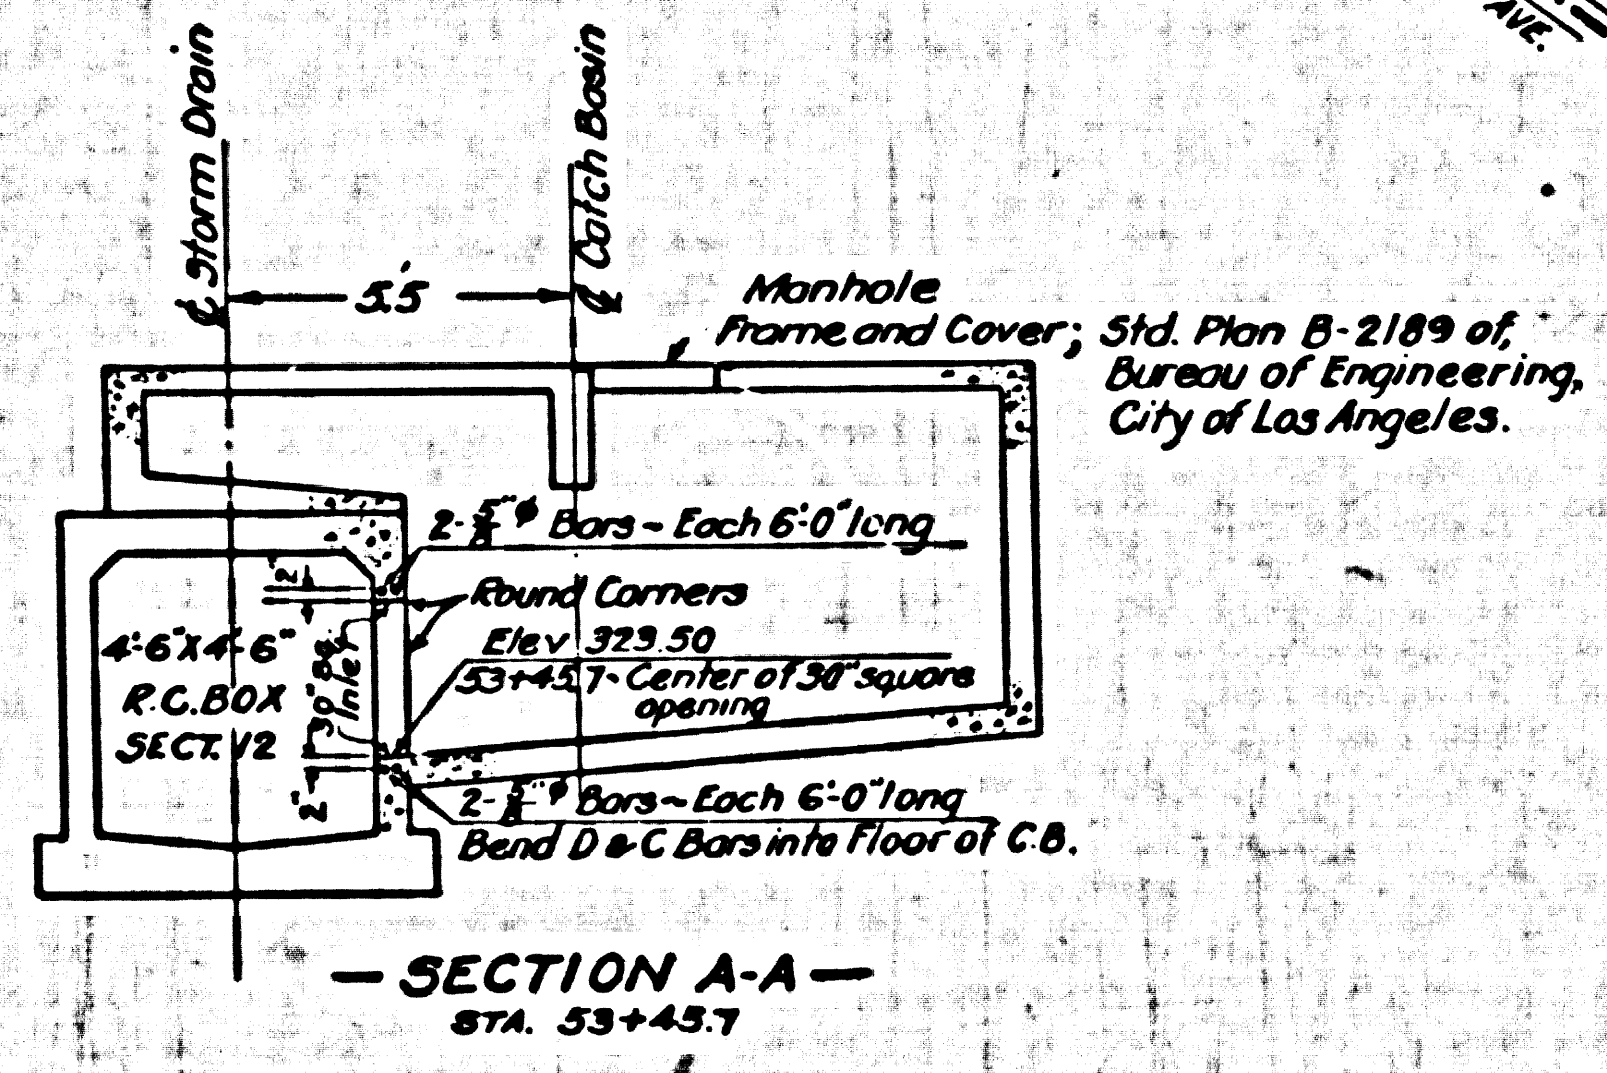 AVE.
℄ Storm Drain
℄ Catch Basin
5.5'
Manhole
Frame and Cover; Std. Plan B-2189 of,
Bureau of Engineering,
City of Los Angeles.
2-5/8"ϕ Bars ~ Each 6'-0" long
2"
Round Corners
4'-6" X 4'-6"
R.C. BOX
SECT. V2
30" Sq.
Inlet
Elev 323.50
53+45.7 - Center of 30" square
opening
2"
2-5/8"ϕ Bars ~ Each 6'-0" long
Bend D & C Bars into Floor of C.B.
— SECTION A-A —
STA. 53+45.7